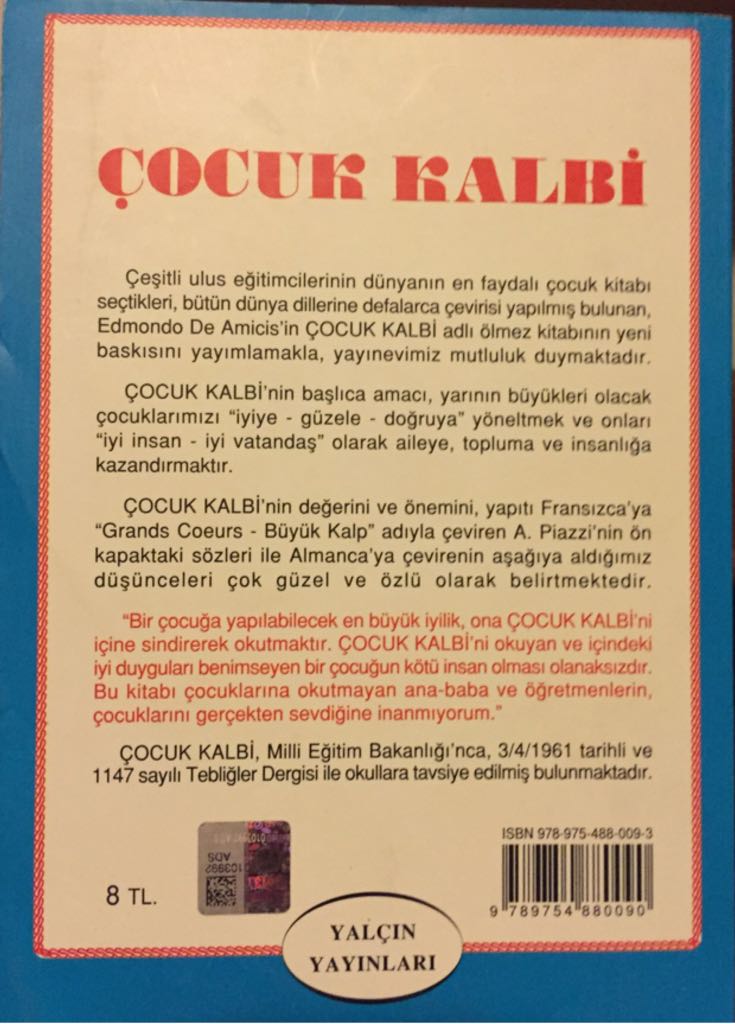 ÇOCUK KALBİ
Çeşitli ulus eğitimcilerinin dünyanın en faydalı çocuk kitabı
seçtikleri, bütün dünya dillerine defalarca çevirisi yapılmış bulunan,
Edmondo De Amicis'in ÇOCUK KALBİ adlı ölmez kitabının yeni
baskısını yayımlamakla, yayınevimiz mutluluk duymaktadır.
ÇOCUK KALBİ'nin başlıca amacı, yarının büyükleri olacak
çocuklarımızı “iyiye - güzele - doğruya” yöneltmek ve onları
“iyi insan - iyi vatandaş” olarak aileye, topluma ve insanlığa
kazandırmaktır.
ÇOCUK KALBİ'nin değerini ve önemini, yapıtı Fransızca'ya
“Grands Coeurs - Büyük Kalp” adıyla çeviren A. Piazzi'nin ön
kapaktaki sözleri ile Almanca'ya çevirenin aşağıya aldığımız
düşünceleri çok güzel ve özlü olarak belirtmektedir.
“Bir çocuğa yapılabilecek en büyük iyilik, ona ÇOCUK KALBİ'ni
içine sindirerek okutmaktır. ÇOCUK KALBİ'ni okuyan ve içindeki
iyi duyguları benimseyen bir çocuğun kötü insan olması olanaksızdır.
Bu kitabı çocuklarına okutmayan ana-baba ve öğretmenlerin,
çocuklarını gerçekten sevdiğine inanmıyorum.”
ÇOCUK KALBİ, Milli Eğitim Bakanlığı'nca, 3/4/1961 tarihli ve
1147 sayılı Tebliğler Dergisi ile okullara tavsiye edilmiş bulunmaktadır.
ISBN 978-975-488-009-3
103992
ADS
8 TL.
9 789754 880090
YALÇIN
YAYINLARI